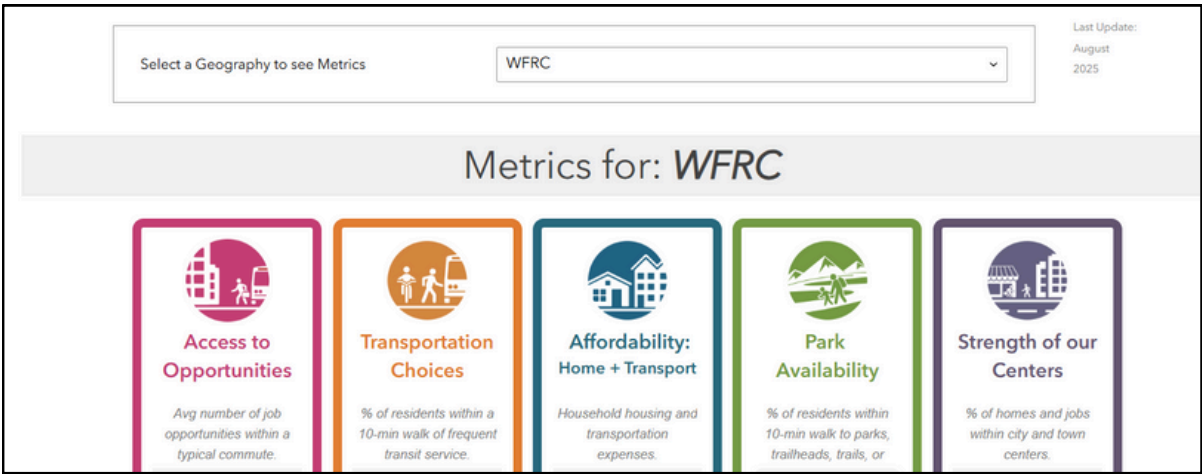 Last Update:
August
2025
Select a Geography to see Metrics
WFRC
Metrics for: WFRC
Access to
Opportunities
Avg number of job
opportunities within a
typical commute.
Transportation
Choices
% of residents within a
10-min walk of frequent
transit service.
Affordability:
Home + Transport
Household housing and
transportation
expenses.
Park
Availability
% of residents within
10-min walk to parks,
trailheads, trails, or
Strength of our
Centers
% of homes and jobs
within city and town
centers.